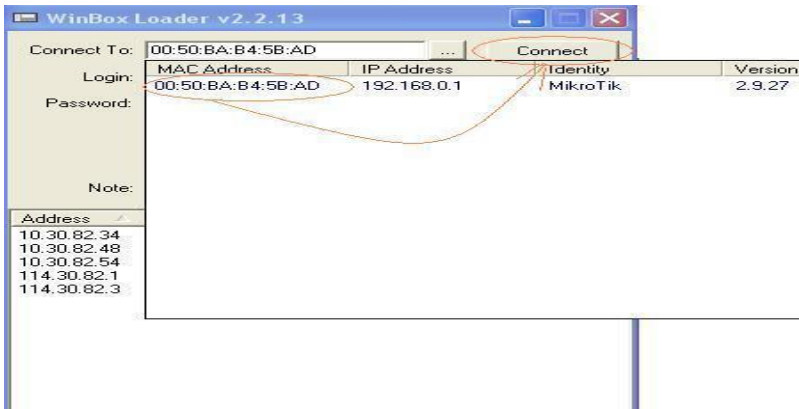 WinBox Loader v2.2.13
Connect To: 00:50:BA:B4:5B:AD ... Connect
Login:
MAC Address IP Address Identity Version
00:50:BA:B4:5B:AD 192.168.0.1 MikroTik 2.9.27
Password:
Note:
Address
10.30.82.34
10.30.82.48
10.30.82.54
114.30.82.1
114.30.82.3